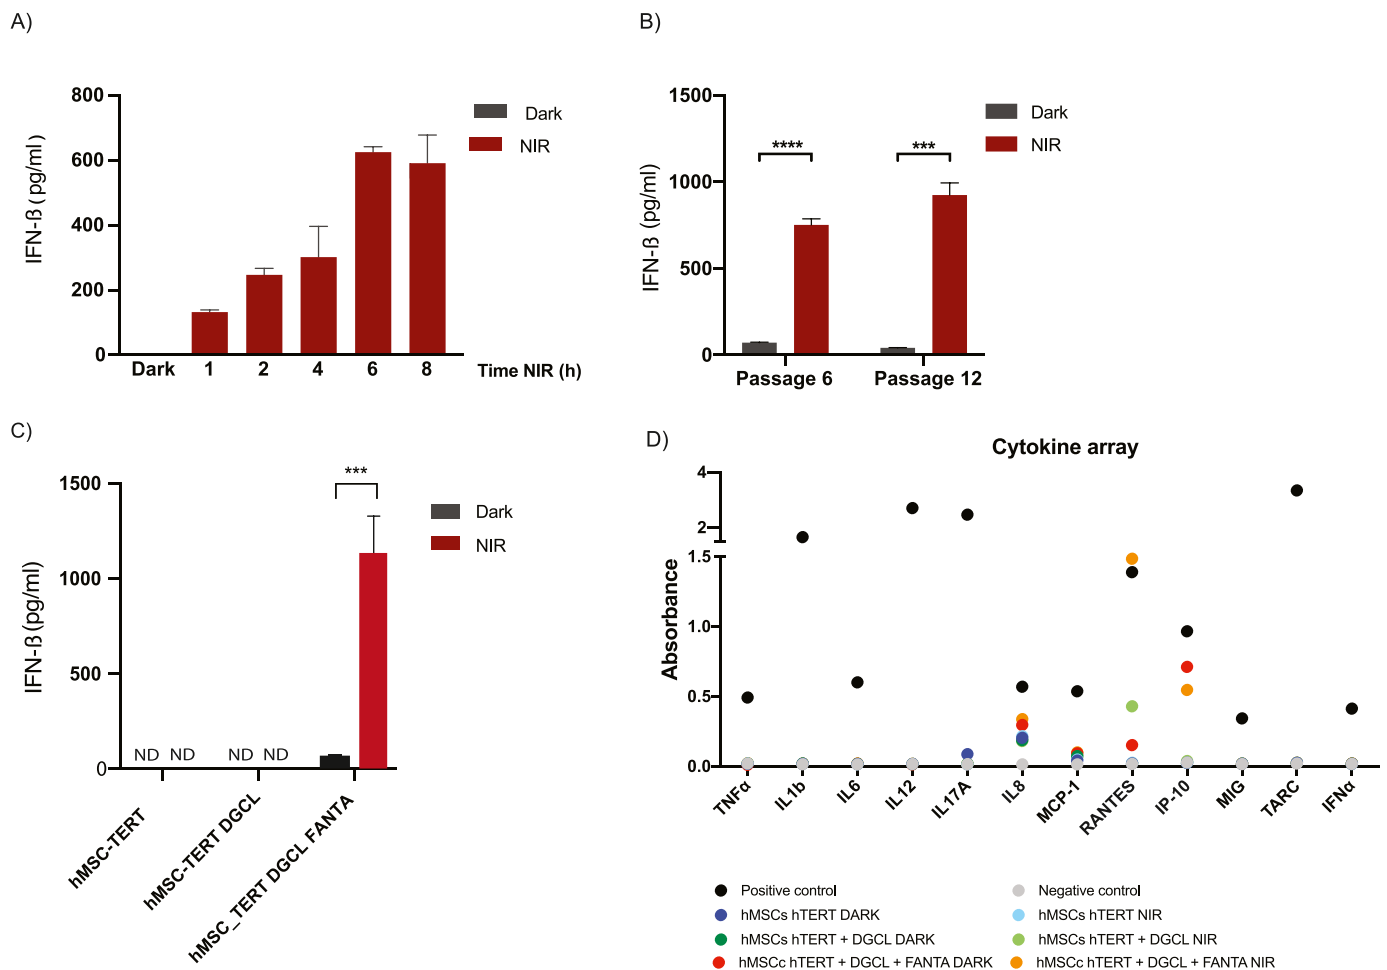 A)
IFN-ß (pg/ml)
800
600
400
200
0
Dark
NIR
Dark 1 2 4 6 8 Time NIR (h)
B)
IFN-ß (pg/ml)
1500
1000
500
0
Dark
NIR
**** ***
Passage 6 Passage 12
C)
IFN-ß (pg/ml)
1500
1000
500
0
***
Dark
NIR
ND ND ND ND
hMSC-TERT
hMSC-TERT DGCL
hMSC_TERT DGCL FANTA
D)
Cytokine array
Absorbance
4
2
1.5
1.0
0.5
0.0
TNFα IL1b IL6 IL12 IL17A IL8 MCP-1 RANTES IP-10 MIG TARC IFNα
Positive control Negative control
hMSCs hTERT DARK hMSCs hTERT NIR
hMSCs hTERT + DGCL DARK hMSCs hTERT + DGCL NIR
hMSCc hTERT + DGCL + FANTA DARK hMSCc hTERT + DGCL + FANTA NIR